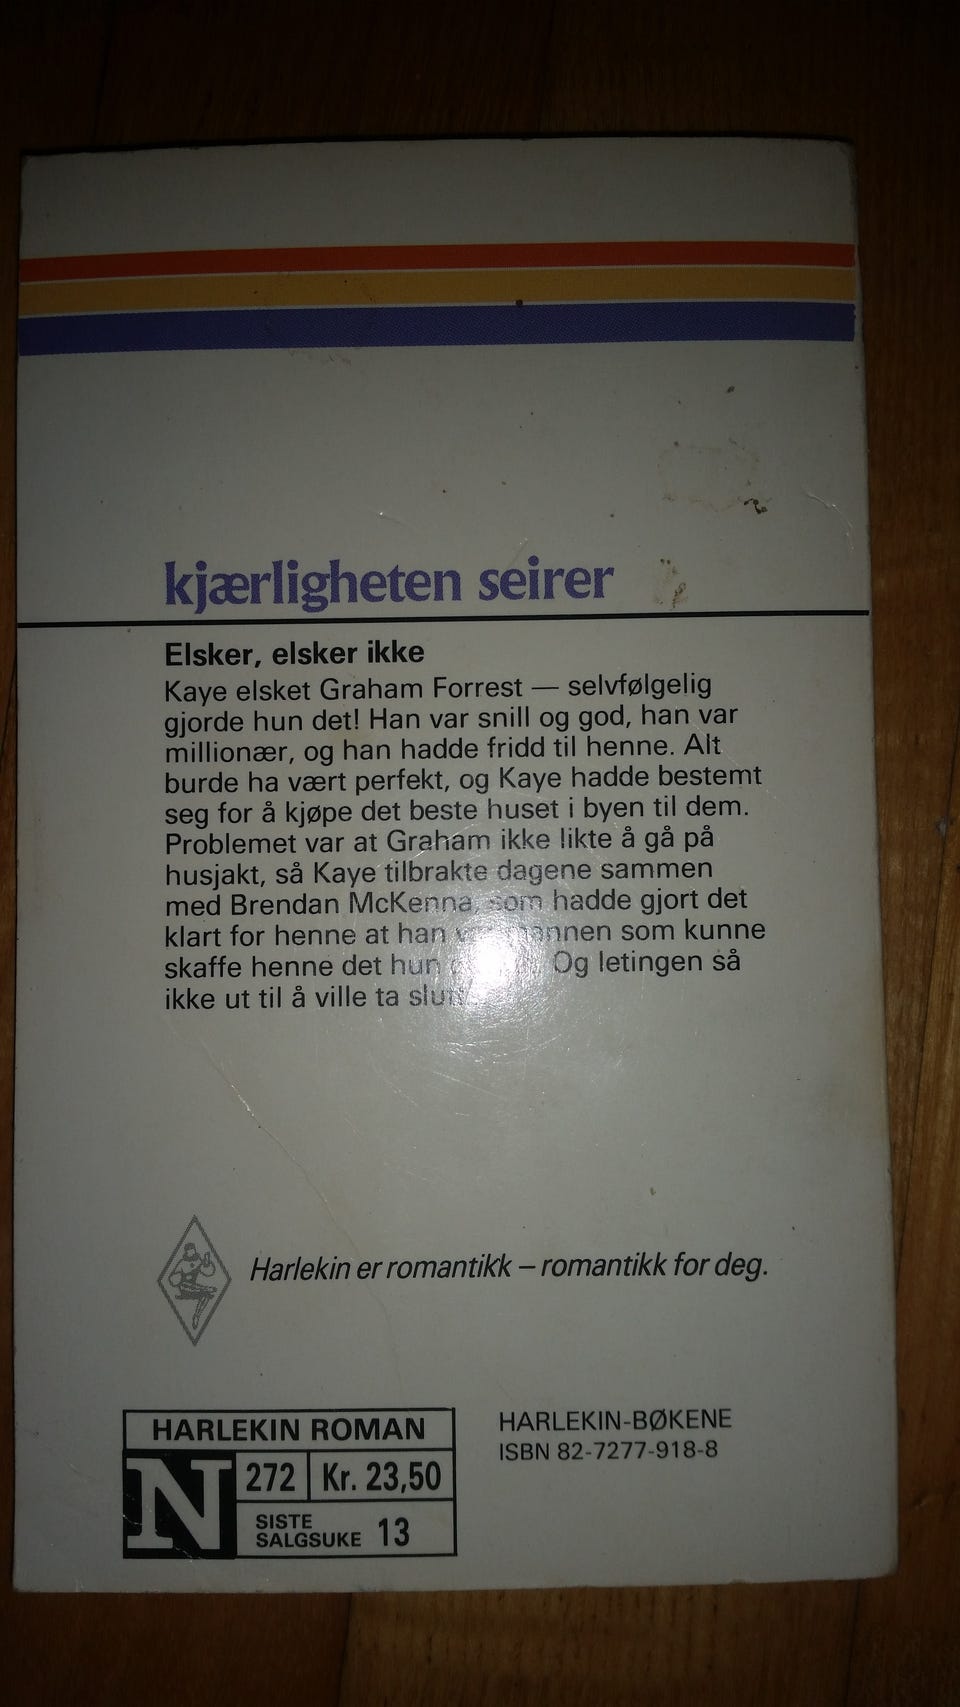 kjærligheten seirer
Elsker, elsker ikke
Kaye elsket Graham Forrest — selvfølgelig
gjorde hun det! Han var snill og god, han var
millionær, og han hadde fridd til henne. Alt
burde ha vært perfekt, og Kaye hadde bestemt
seg for å kjøpe det beste huset i byen til dem.
Problemet var at Graham ikke likte å gå på
husjakt, så Kaye tilbrakte dagene sammen
med Brendan McKenna, som hadde gjort det
klart for henne at han mannen som kunne
skaffe henne det hun Og letingen så
ikke ut til å ville ta
Harlekin er romantikk – romantikk for deg.
HARLEKIN ROMAN
N
272 Kr. 23,50
SISTE
SALGSUKE 13
HARLEKIN-BØKENE
ISBN 82-7277-918-8